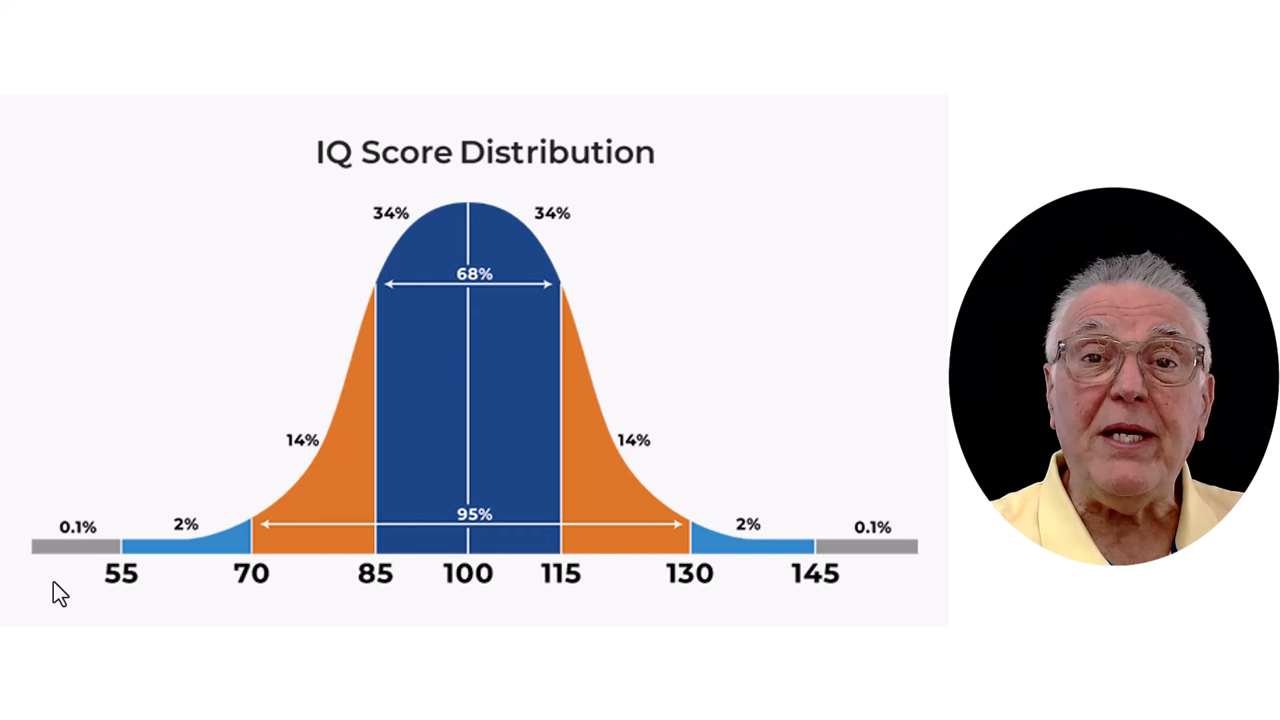 IQ Score Distribution
34% 34%
68%
14% 14%
95%
0.1% 2% 2% 0.1%
55 70 85 100 115 130 145